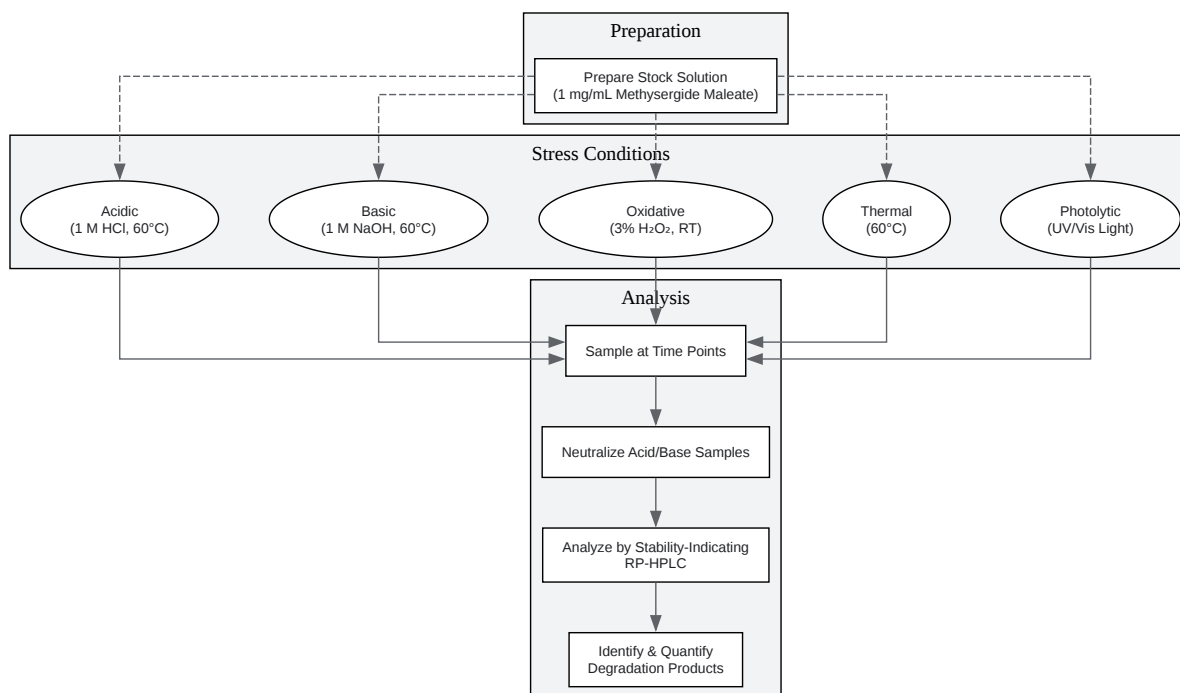 Preparation
Prepare Stock Solution
(1 mg/mL Methysergide Maleate)
Stress Conditions
Acidic
(1 M HCl, 60°C)
Basic
(1 M NaOH, 60°C)
Oxidative
(3% H₂O₂, RT)
Thermal
(60°C)
Photolytic
(UV/Vis Light)
Analysis
Sample at Time Points
Neutralize Acid/Base Samples
Analyze by Stability-Indicating
RP-HPLC
Identify & Quantify
Degradation Products